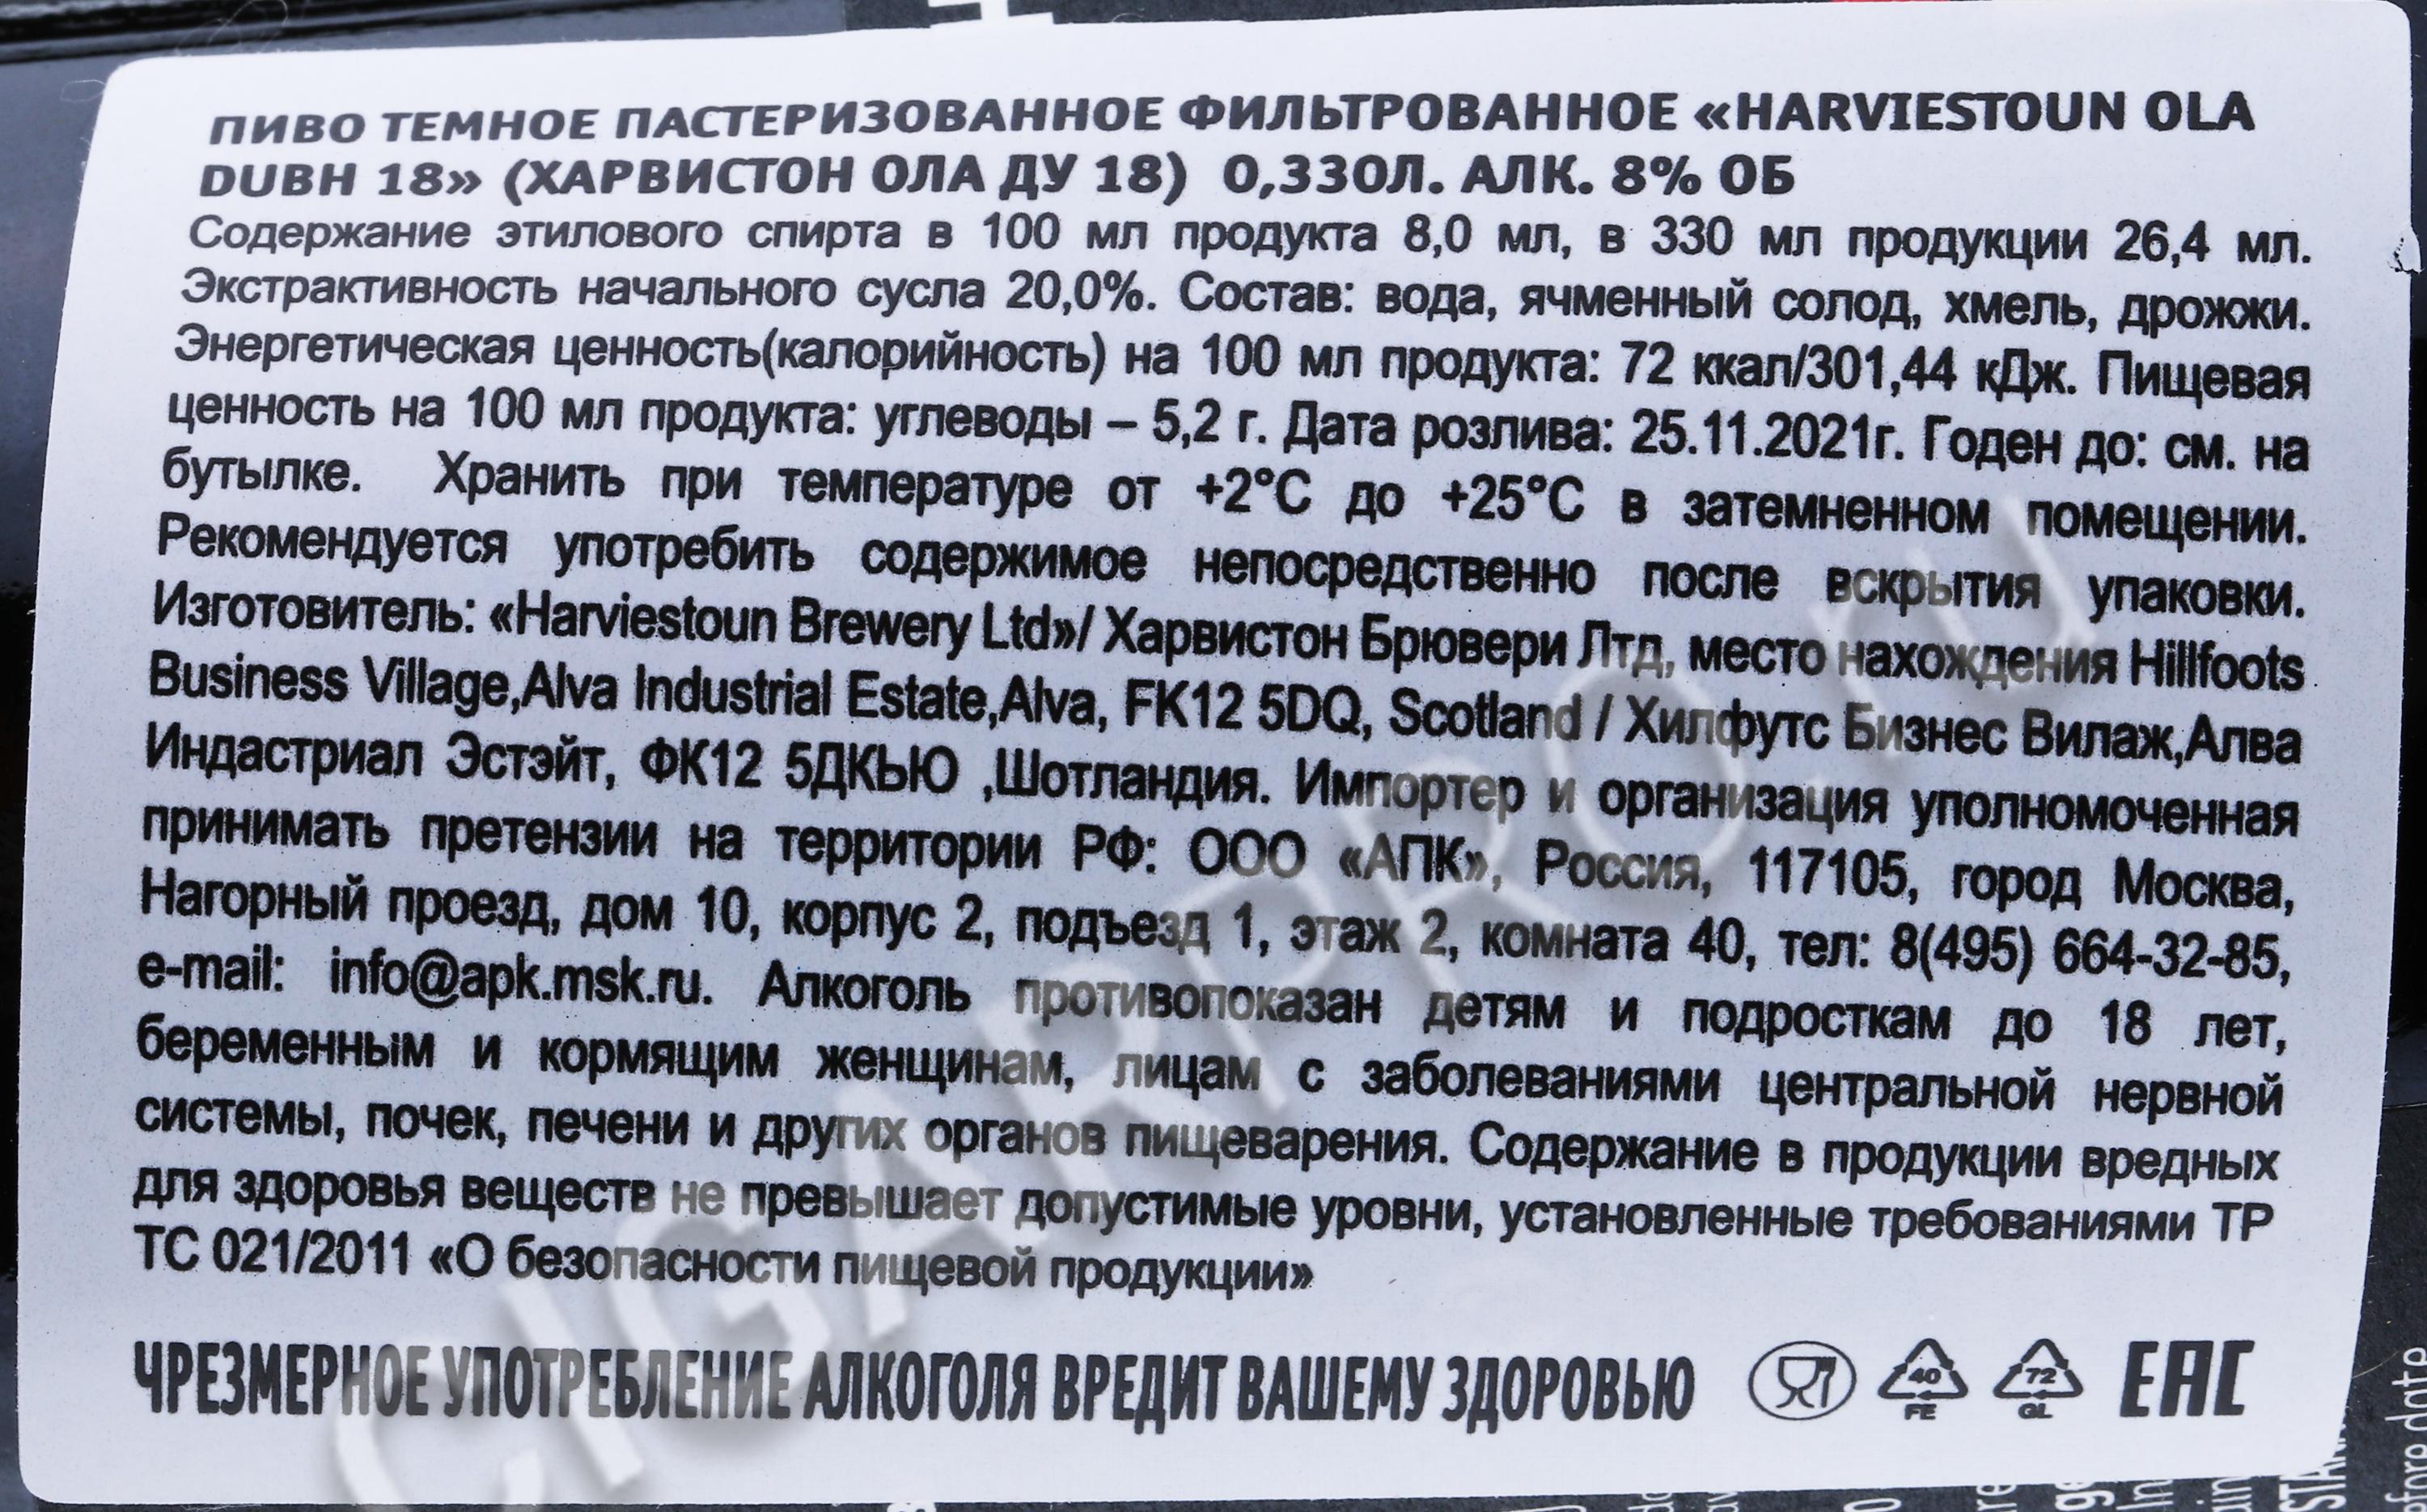 ПИВО ТЕМНОЕ ПАСТЕРИЗОВАННОЕ ФИЛЬТРОВАННОЕ «HARVIESTOUN OLA
DUBH 18» (ХАРВИСТОН ОЛА ДУ 18) 0,330Л. АЛК. 8% ОБ
Содержание этилового спирта в 100 мл продукта 8,0 мл, в 330 мл продукции 26,4 мл.
Экстрактивность начального сусла 20,0%. Состав: вода, ячменный солод, хмель, дрожжи.
Энергетическая ценность(калорийность) на 100 мл продукта: 72 ккал/301,44 кДж. Пищевая
ценность на 100 мл продукта: углеводы – 5,2 г. Дата розлива: 25.11.2021г. Годен до: см. на
бутылке. Хранить при температуре от +2°C до +25°C в затемненном помещении.
Рекомендуется употребить содержимое непосредственно после вскрытия упаковки.
Изготовитель: «Harviestoun Brewery Ltd»/ Харвистон Брювери Лтд, место нахождения Hillfoots
Business Village,Alva Industrial Estate,Alva, FK12 5DQ, Scotland / Хилфутс Бизнес Вилаж,Алва
Индастриал Эстэйт, ФК12 5ДКЬЮ ,Шотландия. Импортер и организация уполномоченная
принимать претензии на территории РФ: ООО «АПК», Россия, 117105, город Москва,
Нагорный проезд, дом 10, корпус 2, подъезд 1, этаж 2, комната 40, тел: 8(495) 664-32-85,
e-mail: info@apk.msk.ru. Алкоголь противопоказан детям и подросткам до 18 лет,
беременным и кормящим женщинам, лицам с заболеваниями центральной нервной
системы, почек, печени и других органов пищеварения. Содержание в продукции вредных
для здоровья веществ не превышает допустимые уровни, установленные требованиями ТР
ТС 021/2011 «О безопасности пищевой продукции»
ЧРЕЗМЕРНОЕ УПОТРЕБЛЕНИЕ АЛКОГОЛЯ ВРЕДИТ ВАШЕМУ ЗДОРОВЬЮ
40 FE 72 GL EAC
CIGARPRO.ru